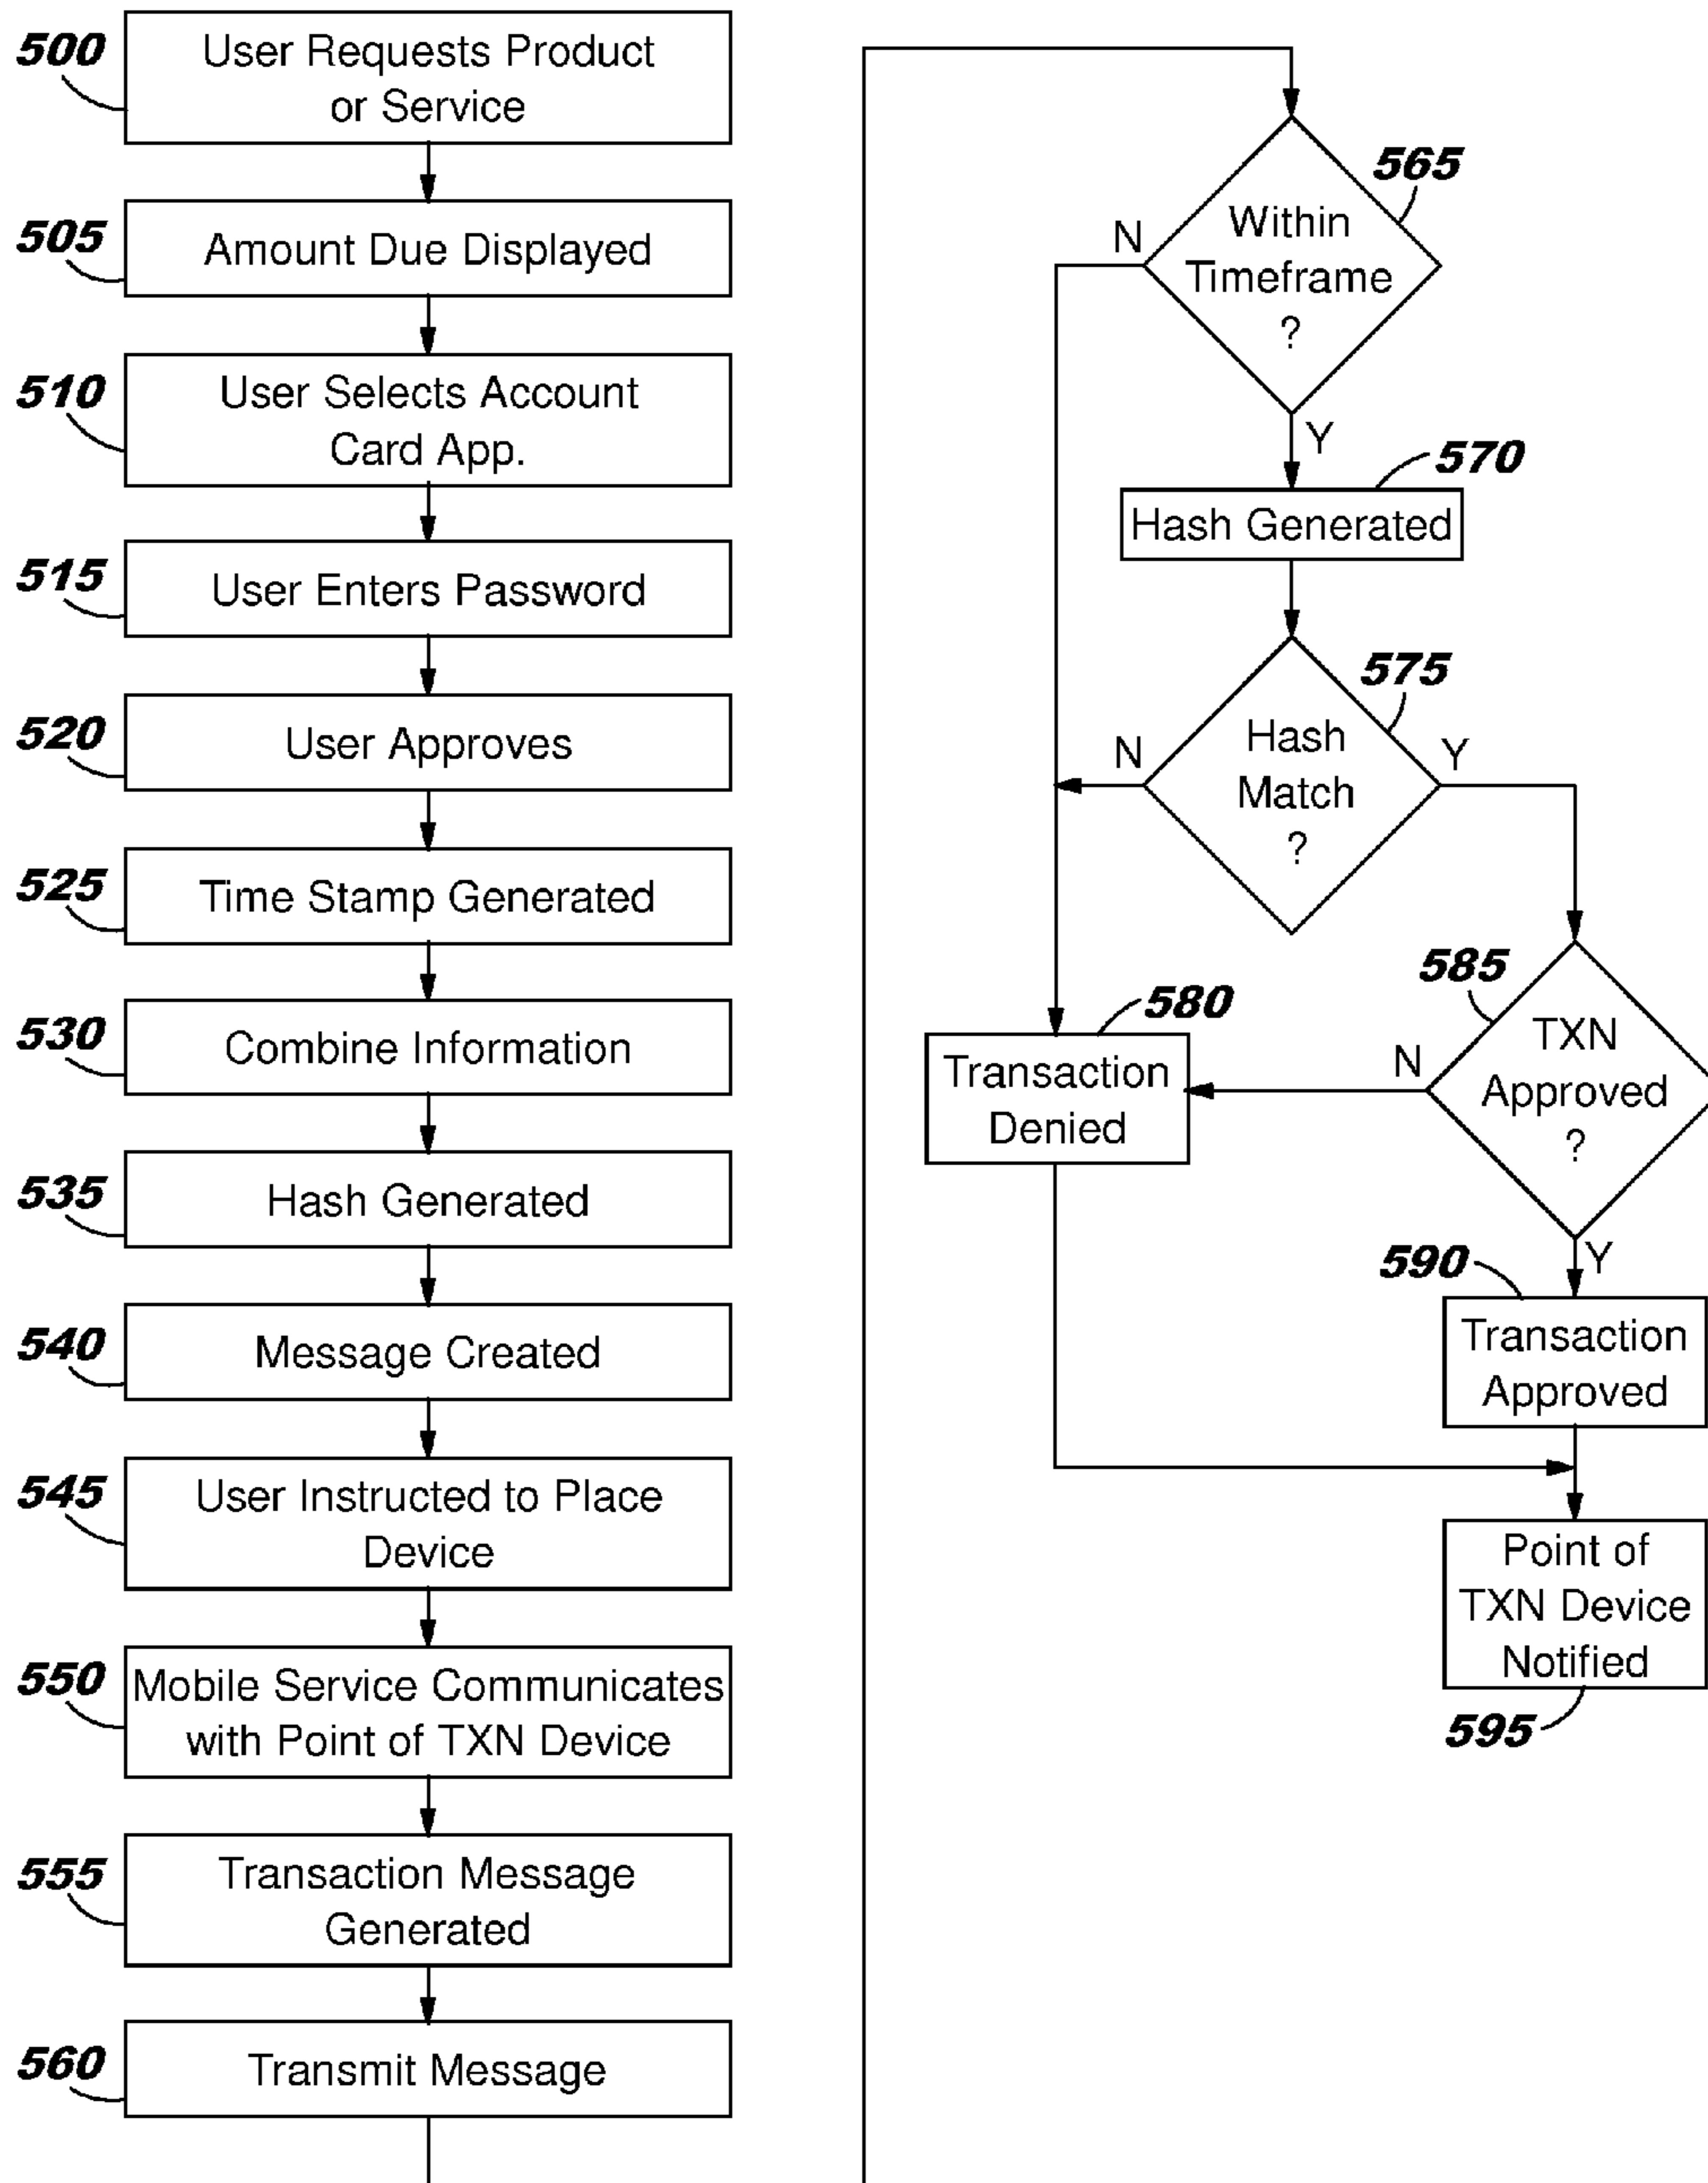 500
User Requests Product
or Service
505
Amount Due Displayed
510
User Selects Account
Card App.
515
User Enters Password
520
User Approves
525
Time Stamp Generated
530
Combine Information
535
Hash Generated
540
Message Created
545
User Instructed to Place
Device
550
Mobile Service Communicates
with Point of TXN Device
555
Transaction Message
Generated
560
Transmit Message
565
Within
Timeframe
?
N
Y
570
Hash Generated
575
Hash
Match
?
N
Y
580
Transaction
Denied
585
TXN
Approved
?
N
Y
590
Transaction
Approved
Point of
TXN Device
Notified
595